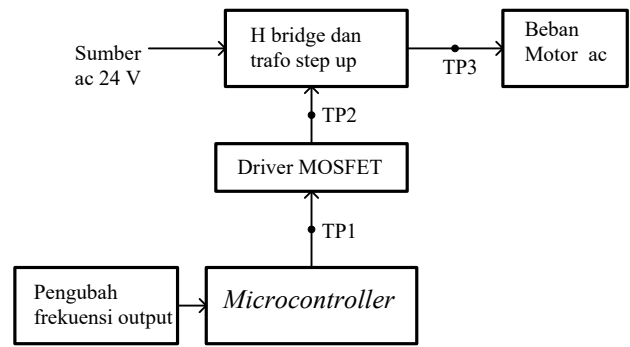 Sumber
ac 24 V
H bridge dan
trafo step up
TP3
Beban
Motor ac
TP2
Driver MOSFET
TP1
Pengubah
frekuensi output
Microcontroller